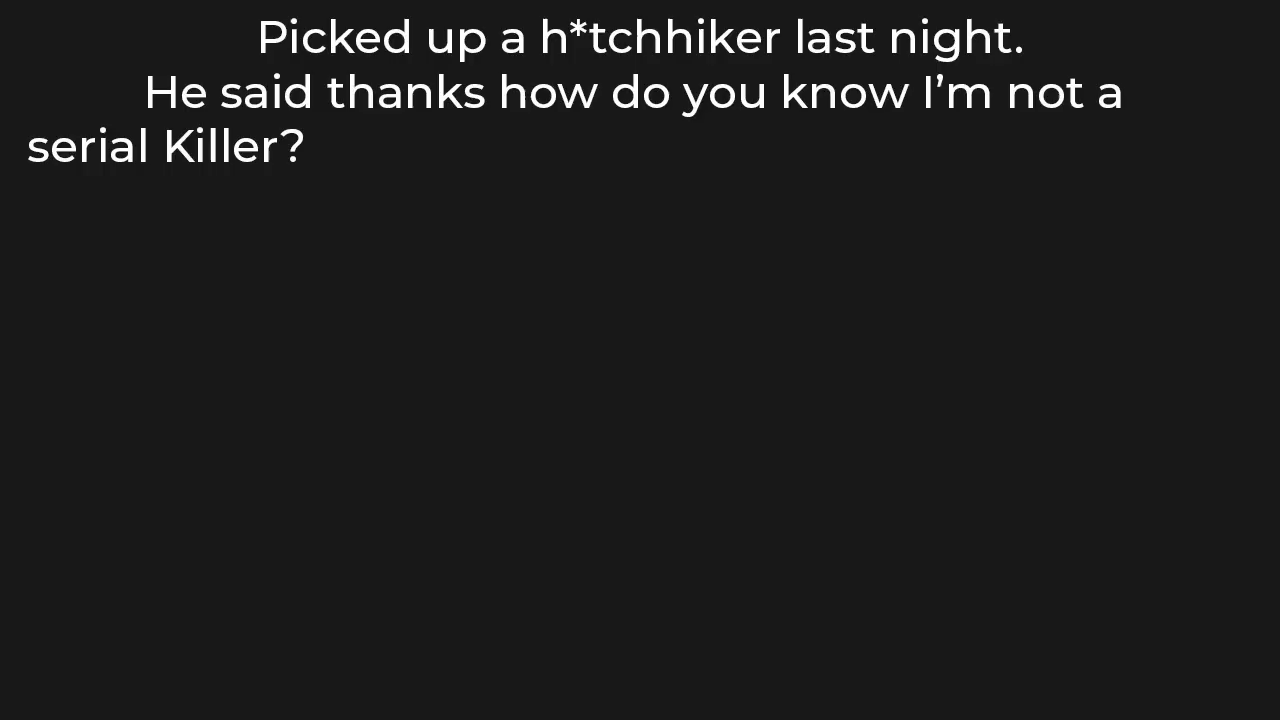 Picked up a h*tchhiker last night.
He said thanks how do you know I’m not a
serial Killer?